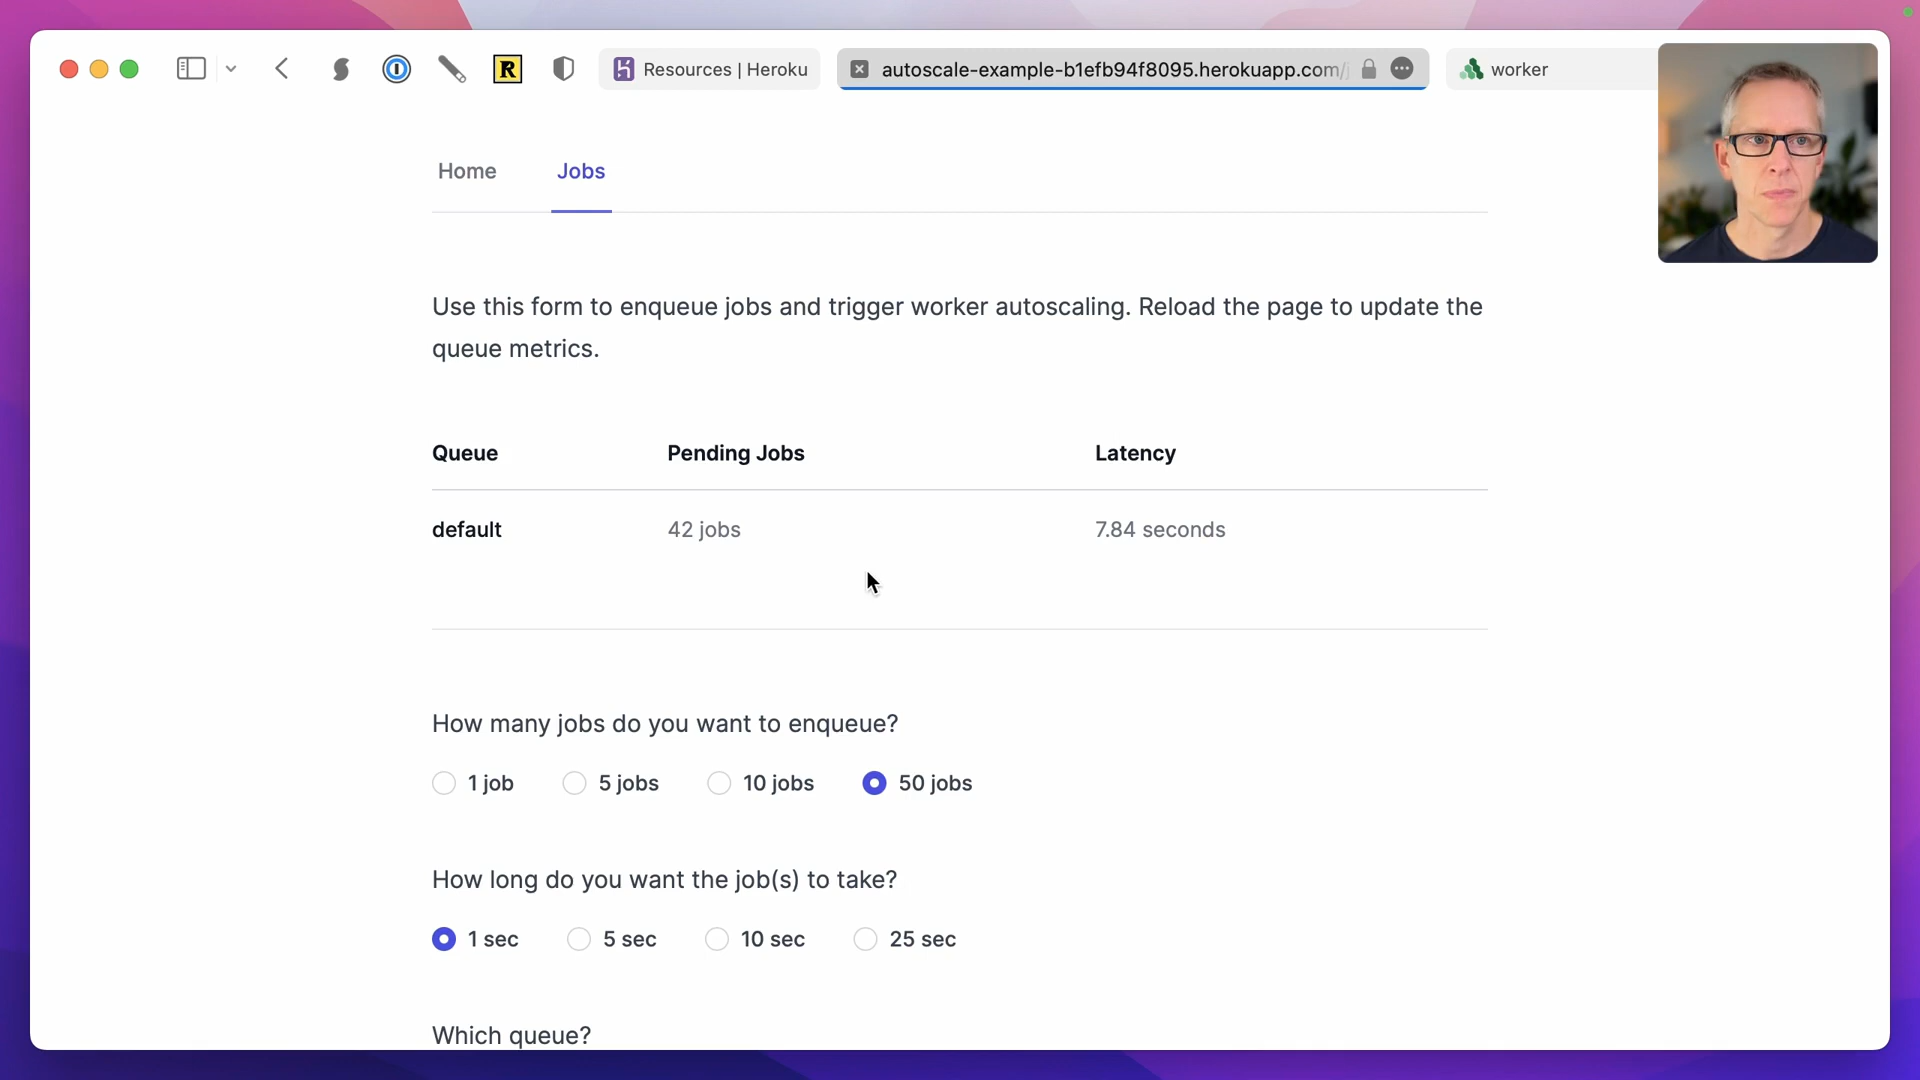 Resources | Heroku
autoscale-example-b1efb94f8095.herokuapp.com/
worker
Home
Jobs
Use this form to enqueue jobs and trigger worker autoscaling. Reload the page to update the
queue metrics.
Queue Pending Jobs Latency
default 42 jobs 7.84 seconds
How many jobs do you want to enqueue?
1 job 5 jobs 10 jobs 50 jobs
How long do you want the job(s) to take?
1 sec 5 sec 10 sec 25 sec
Which queue?